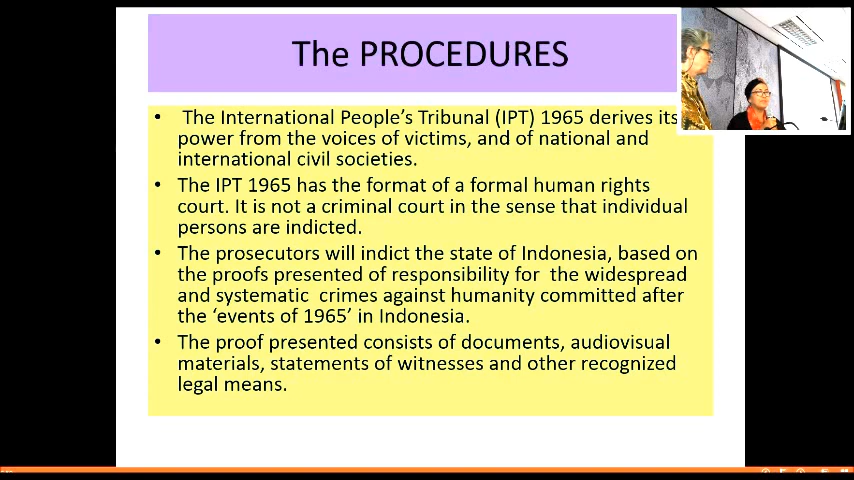 The PROCEDURES
• The International People's Tribunal (IPT) 1965 derives its
power from the voices of victims, and of national and
international civil societies.
• The IPT 1965 has the format of a formal human rights
court. It is not a criminal court in the sense that individual
persons are indicted.
• The prosecutors will indict the state of Indonesia, based on
the proofs presented of responsibility for the widespread
and systematic crimes against humanity committed after
the ‘events of 1965’ in Indonesia.
• The proof presented consists of documents, audiovisual
materials, statements of witnesses and other recognized
legal means.